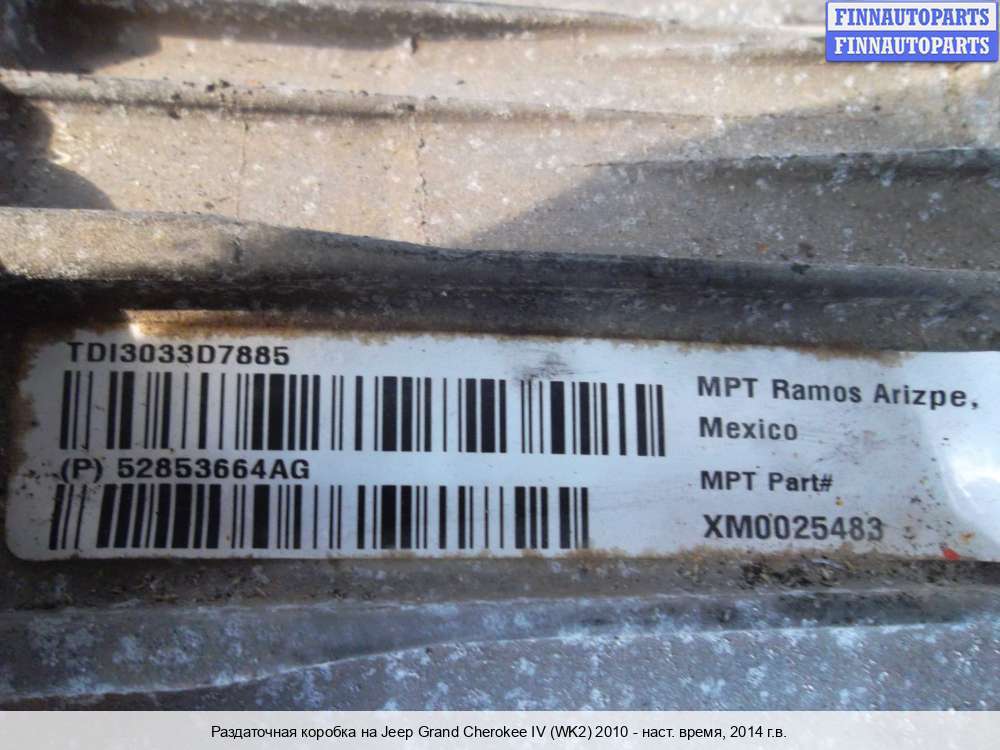 FINNAUTOPARTS
FINNAUTOPARTS
TDI3033D7885
(P) 52853664AG
MPT Ramos Arizpe,
Mexico
MPT Part#
XM0025483
Раздаточная коробка на Jeep Grand Cherokee IV (WK2) 2010 - наст. время, 2014 г.в.